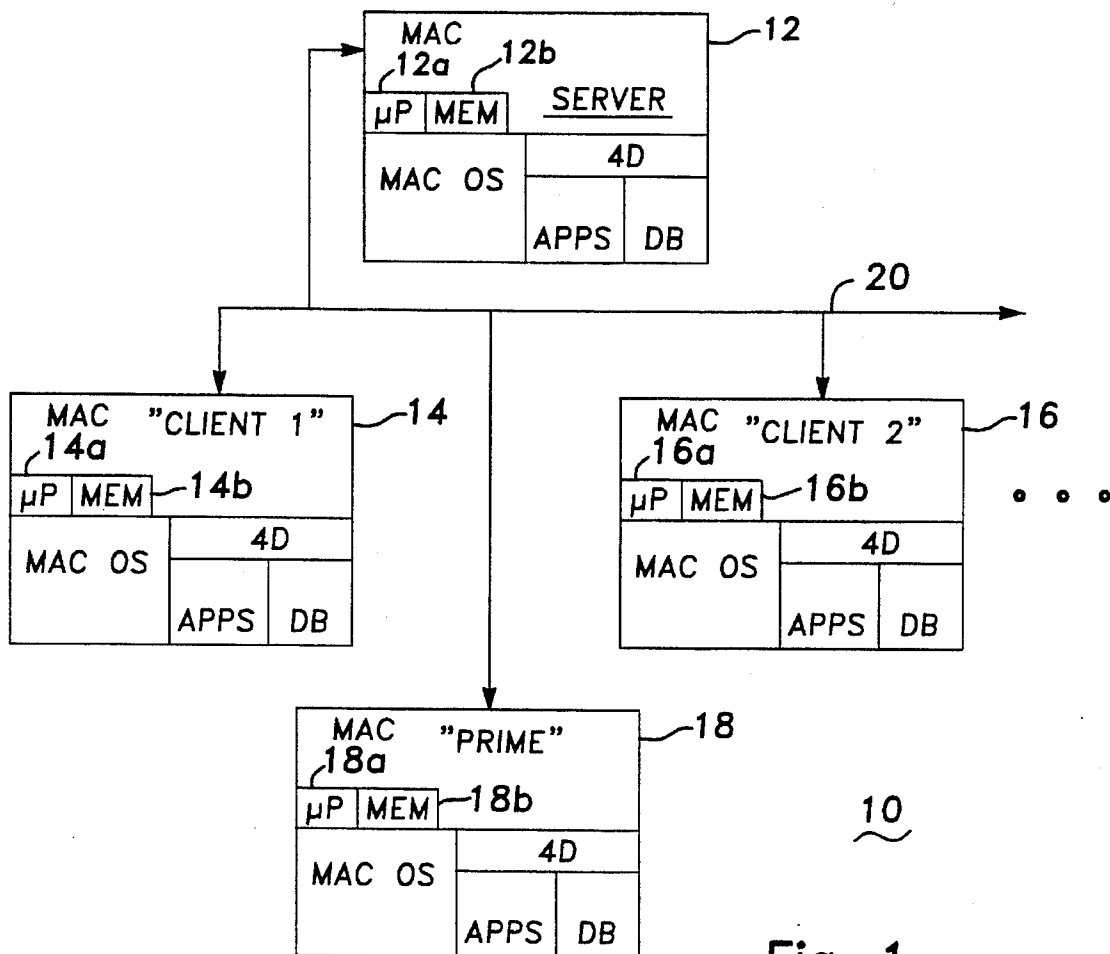 MAC
12
12a
12b
µP
MEM
SERVER
4D
MAC OS
APPS
DB
20
MAC
"CLIENT 1"
14
14a
µP
MEM
14b
4D
MAC OS
APPS
DB
MAC
"CLIENT 2"
16
16a
µP
MEM
16b
4D
MAC OS
APPS
DB
MAC
"PRIME"
18
18a
µP
MEM
18b
4D
MAC OS
APPS
DB
10
Fig. 1